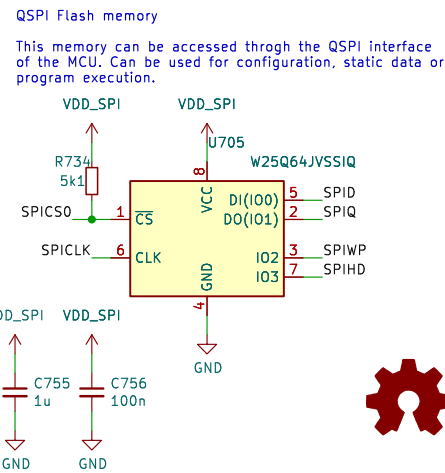 QSPI Flash memory
This memory can be accessed throgh the QSPI interface
of the MCU. Can be used for configuration, static data or
program execution.
VDD_SPI
VDD_SPI
U705
R734
5k1
W25Q64JVSSIQ
8
VCC
SPICS0
1
CS
DI(IO0)
5
SPID
DO(IO1)
2
SPIQ
SPICLK
6
CLK
IO2
3
SPIWP
IO3
7
SPIHD
GND
4
GND
DD_SPI
VDD_SPI
C755
1u
C756
100n
GND
GND